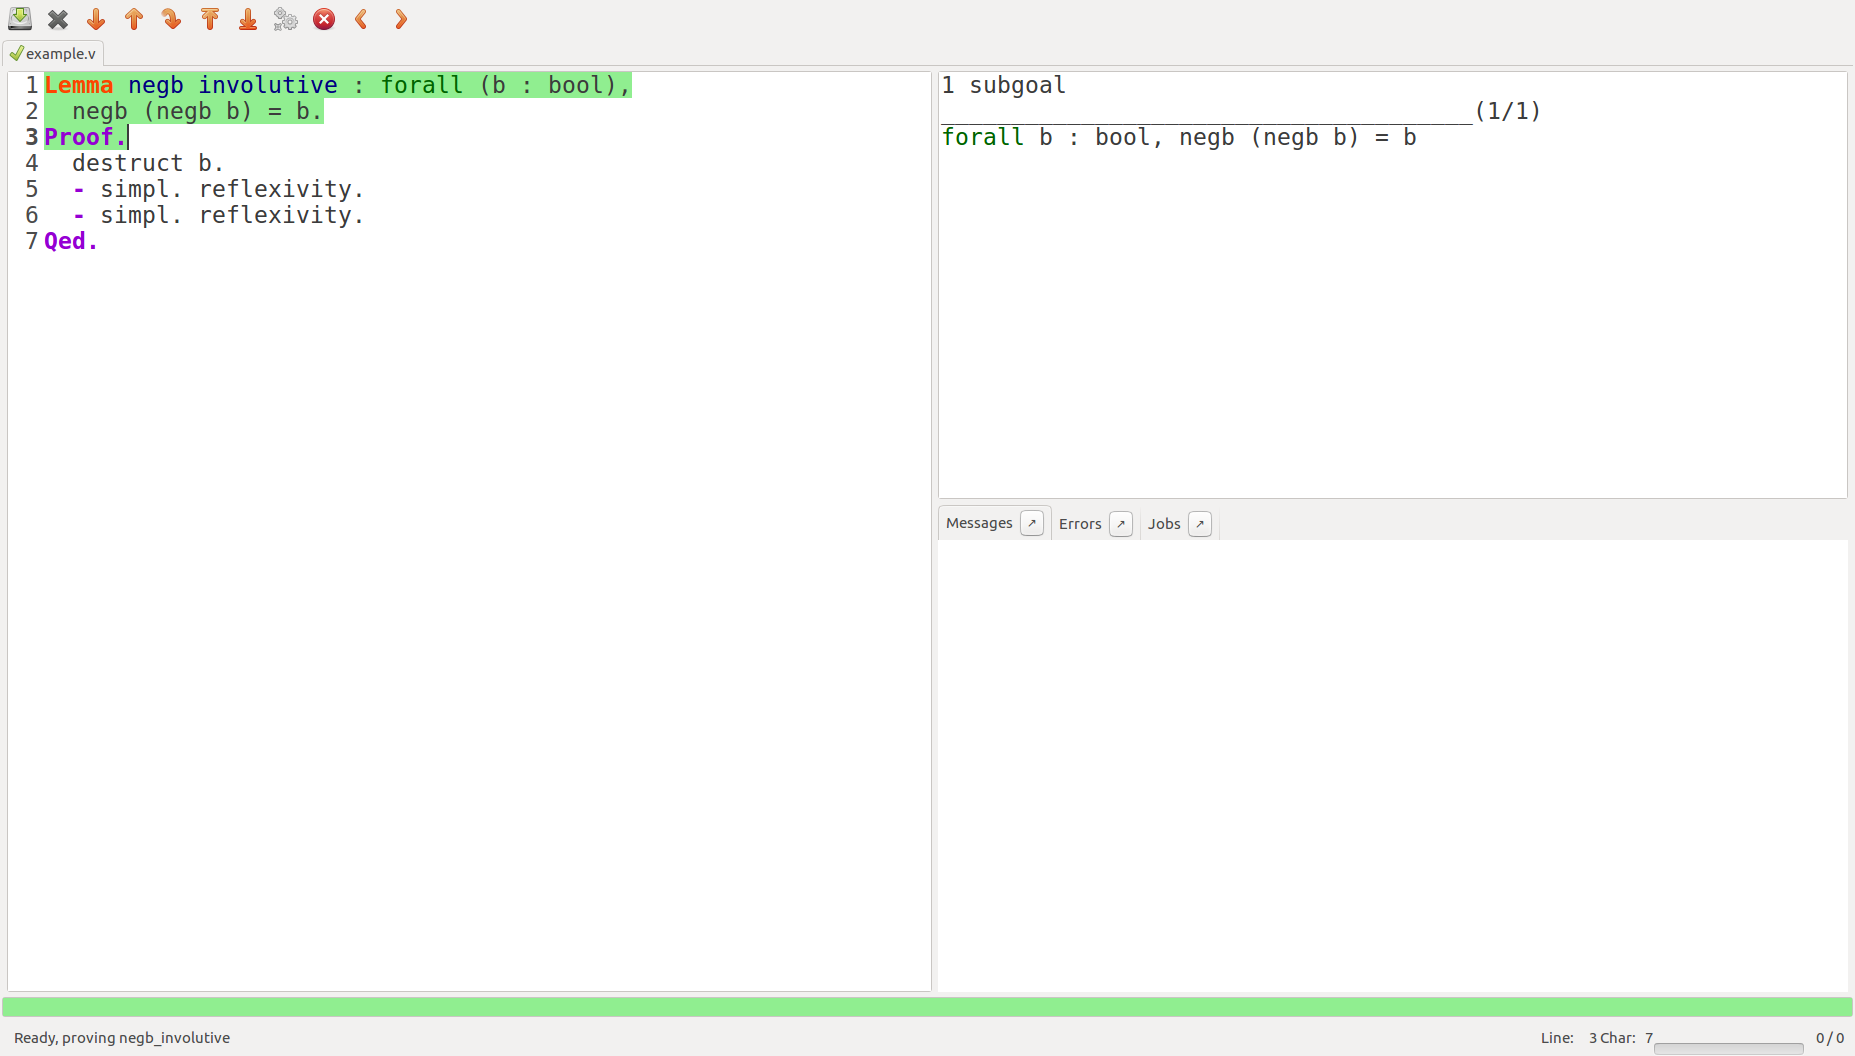 example.v
1 Lemma negb involutive : forall (b : bool),
2   negb (negb b) = b.
3 Proof.
4   destruct b.
5   - simpl. reflexivity.
6   - simpl. reflexivity.
7 Qed.
1 subgoal
______________________________________(1/1)
forall b : bool, negb (negb b) = b
Messages Errors Jobs
Ready, proving negb_involutive
Line: 3 Char: 7 0 / 0